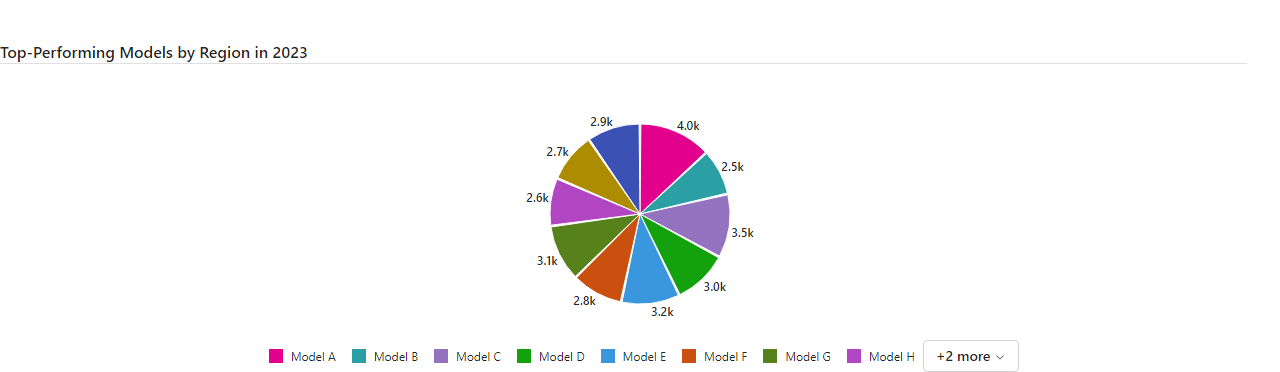 Top-Performing Models by Region in 2023
2.9k
4.0k
2.7k
2.5k
2.6k
3.5k
3.1k
3.0k
2.8k
3.2k
Model A Model B Model C Model D Model E Model F Model G Model H +2 more